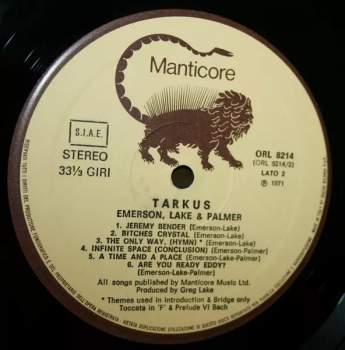 Manticore
S.I.A.E.
STEREO
33⅓ GIRI
ORL 8214
(ORL 8214/2)
LATO 2
℗ 1971
TARKUS
EMERSON, LAKE & PALMER
1. JEREMY BENDER (Emerson-Lake)
2. BITCHES CRYSTAL (Emerson-Lake)
3. THE ONLY WAY, (HYMN) * (Emerson-Lake)
4. INFINITE SPACE (CONCLUSION) (Emerson-Palmer)
5. A TIME AND A PLACE (Emerson-Lake-Palmer)
6. ARE YOU READY EDDY?
(Emerson-Lake-Palmer)
All songs published by Manticore Music Ltd.
Produced by Greg Lake
* Themes used in Introduction & Bridge only
Toccata in 'F' & Prelude VI Bach